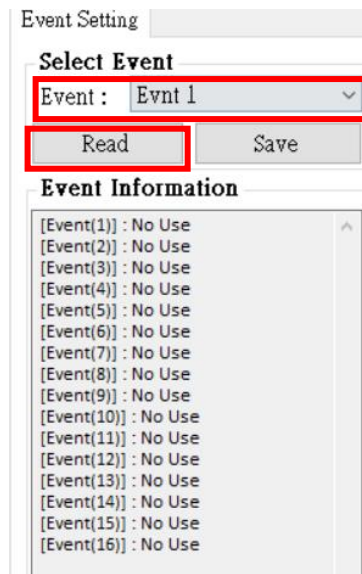 Event Setting
Select Event
Event : Evnt 1
Read Save
Event Information
[Event(1)] : No Use
[Event(2)] : No Use
[Event(3)] : No Use
[Event(4)] : No Use
[Event(5)] : No Use
[Event(6)] : No Use
[Event(7)] : No Use
[Event(8)] : No Use
[Event(9)] : No Use
[Event(10)] : No Use
[Event(11)] : No Use
[Event(12)] : No Use
[Event(13)] : No Use
[Event(14)] : No Use
[Event(15)] : No Use
[Event(16)] : No Use